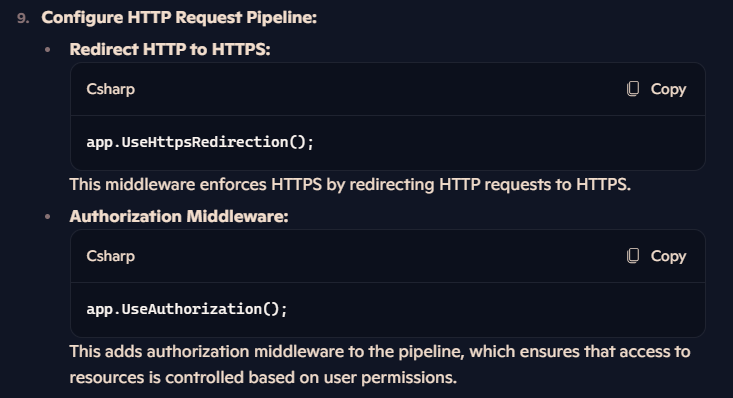 9. Configure HTTP Request Pipeline:
• Redirect HTTP to HTTPS:
Csharp Copy
app.UseHttpsRedirection();
This middleware enforces HTTPS by redirecting HTTP requests to HTTPS.
• Authorization Middleware:
Csharp Copy
app.UseAuthorization();
This adds authorization middleware to the pipeline, which ensures that access to
resources is controlled based on user permissions.